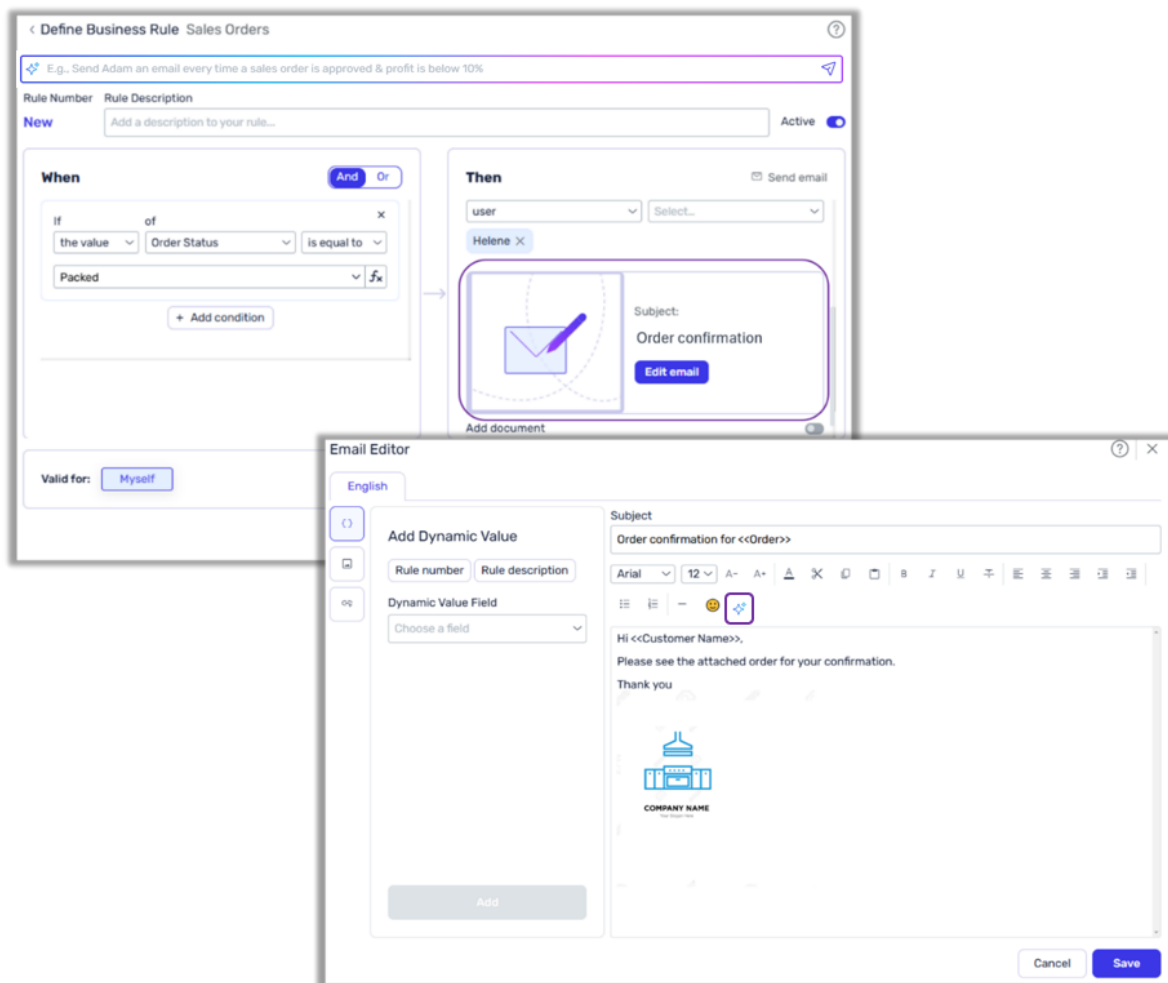 Define Business Rule Sales Orders
E.g., Send Adam an email every time a sales order is approved & profit is below 10%
Rule Number Rule Description
New Add a description to your rule... Active
When And Or
If of
the value Order Status is equal to
Packed fx
+ Add condition
Then Send email
user Select...
Helene
Subject:
Order confirmation
Edit email
Add document
Valid for: Myself
Email Editor
English
Add Dynamic Value
Rule number Rule description
Dynamic Value Field
Choose a field
Add
Subject
Order confirmation for <<Order>>
Arial 12 A- A+ A B I U T
Hi <<Customer Name>>,
Please see the attached order for your confirmation.
Thank you
COMPANY NAME
Your Slogan Here
Cancel Save